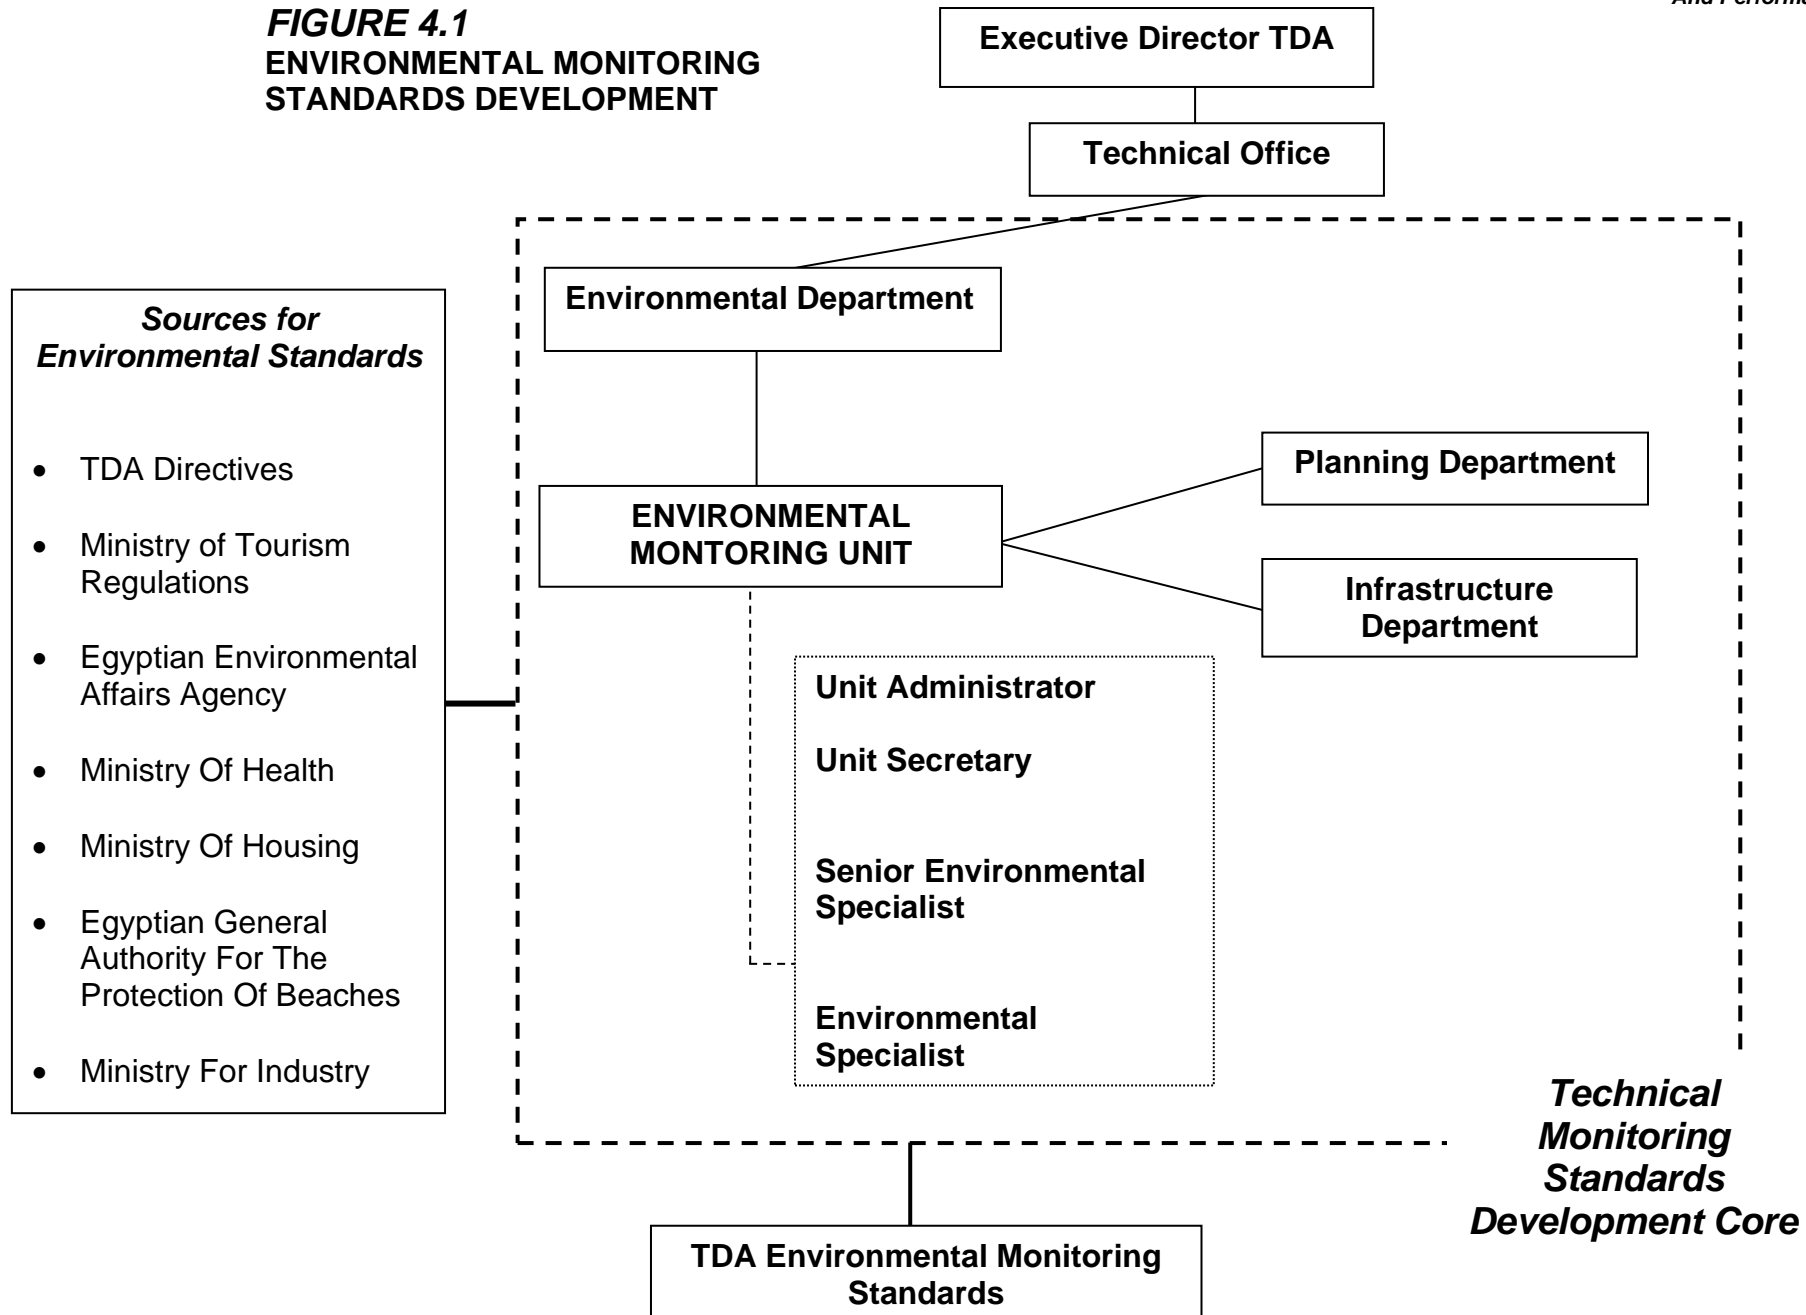 And Performa
FIGURE 4.1
ENVIRONMENTAL MONITORING
STANDARDS DEVELOPMENT
Executive Director TDA
Technical Office
Environmental Department
Sources for
Environmental Standards
• TDA Directives
• Ministry of Tourism
Regulations
• Egyptian Environmental
Affairs Agency
• Ministry Of Health
• Ministry Of Housing
• Egyptian General
Authority For The
Protection Of Beaches
• Ministry For Industry
ENVIRONMENTAL
MONTORING UNIT
Planning Department
Infrastructure
Department
Unit Administrator
Unit Secretary
Senior Environmental
Specialist
Environmental
Specialist
Technical
Monitoring
Standards
Development Core
TDA Environmental Monitoring
Standards